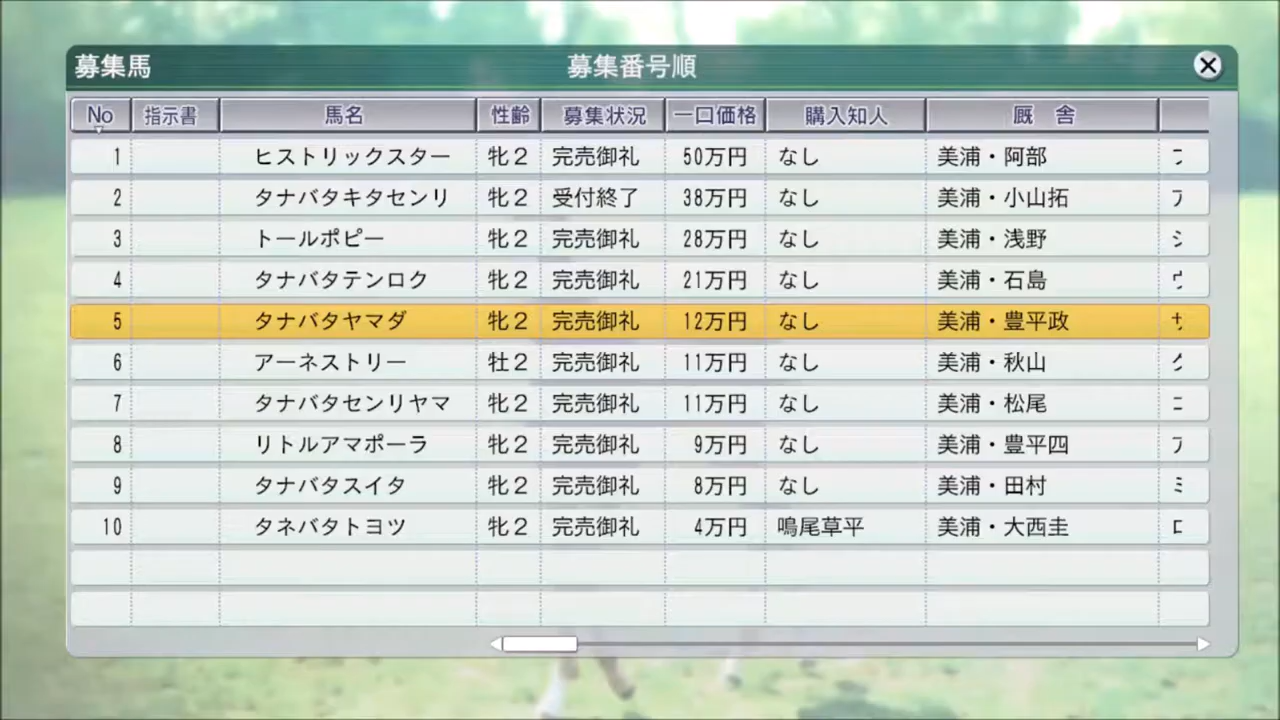 募集馬 募集番号順
No 指示書 馬名 性齢 募集状況 一口価格 購入知人 厩 舎
1 ヒストリックスター 牝2 完売御礼 50万円 なし 美浦・阿部
2 タナバタキタセンリ 牝2 受付終了 38万円 なし 美浦・小山拓
3 トールポピー 牝2 完売御礼 28万円 なし 美浦・浅野
4 タナバタテンロク 牝2 完売御礼 21万円 なし 美浦・石島
5 タナバタヤマダ 牝2 完売御礼 12万円 なし 美浦・豊平政
6 アーネストリー 牡2 完売御礼 11万円 なし 美浦・秋山
7 タナバタセンリヤマ 牝2 完売御礼 11万円 なし 美浦・松尾
8 リトルアマポーラ 牝2 完売御礼 9万円 なし 美浦・豊平四
9 タナバタスイタ 牝2 完売御礼 8万円 なし 美浦・田村
10 タネバタトヨツ 牝2 完売御礼 4万円 鳴尾草平 美浦・大西圭